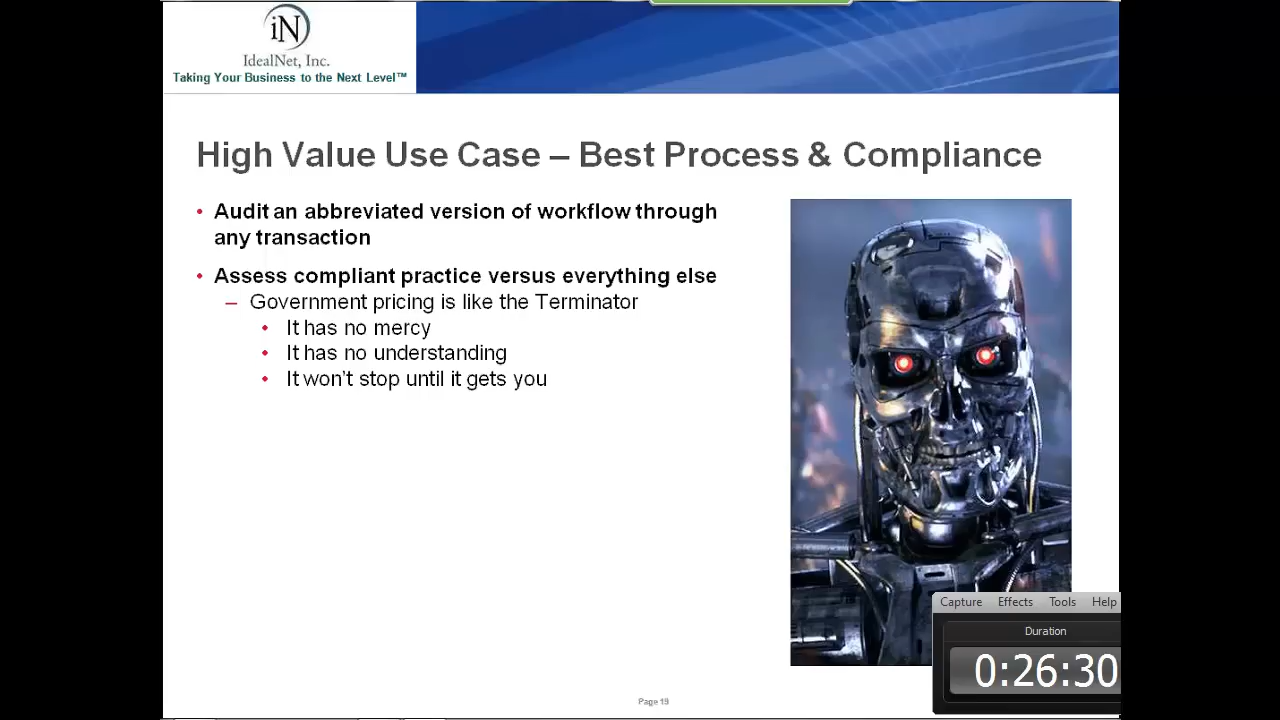 iN
IdealNet, Inc.
Taking Your Business to the Next Level™
High Value Use Case – Best Process & Compliance
• Audit an abbreviated version of workflow through
any transaction
• Assess compliant practice versus everything else
– Government pricing is like the Terminator
• It has no mercy
• It has no understanding
• It won’t stop until it gets you
Capture Effects Tools Help
Duration
0:26:30
Page 19